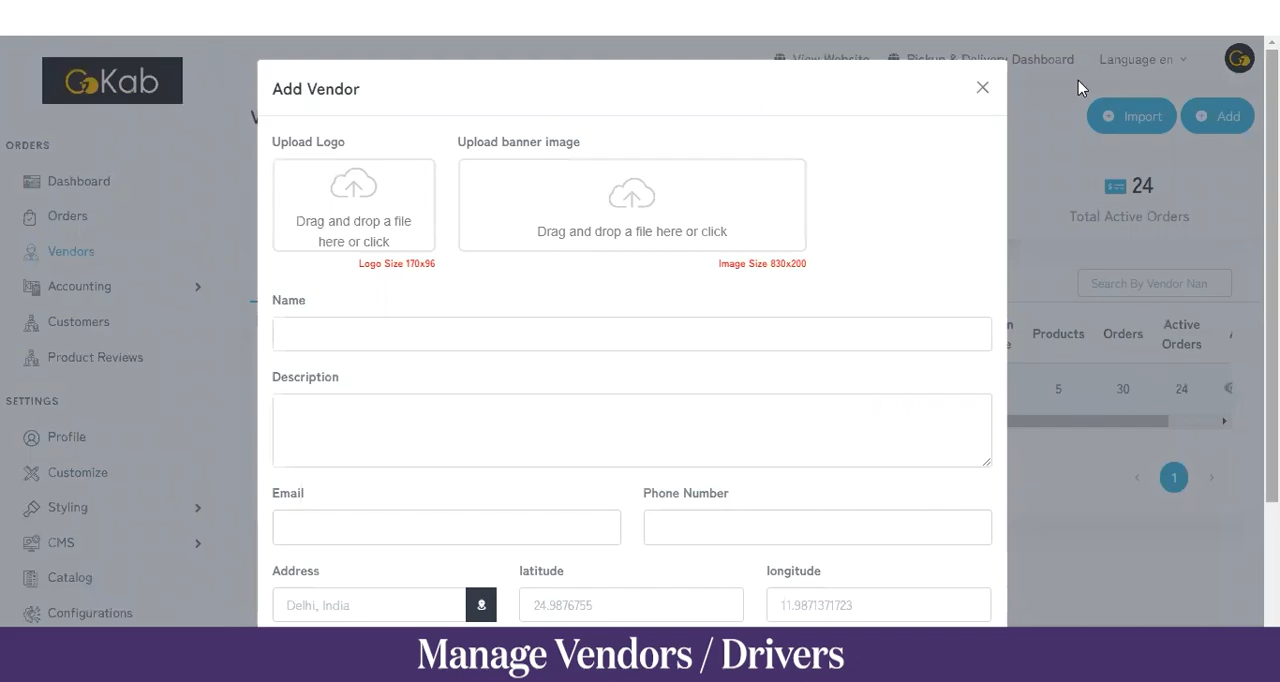 GoKab
View Website
Pickup & Delivery Dashboard
Language en
Import
Add
ORDERS
Dashboard
Orders
Vendors
Accounting
Customers
Product Reviews
SETTINGS
Profile
Customize
Styling
CMS
Catalog
Configurations
Add Vendor
Upload Logo
Upload banner image
Drag and drop a file
here or click
Drag and drop a file here or click
Logo Size 170x96
Image Size 830x200
Name
Description
Email
Phone Number
Address
latitude
longitude
Delhi, India
24.9876755
11.9871371723
24
Total Active Orders
Search By Vendor Nan
Products
Orders
Active
Orders
5
30
24
1
Manage Vendors / Drivers